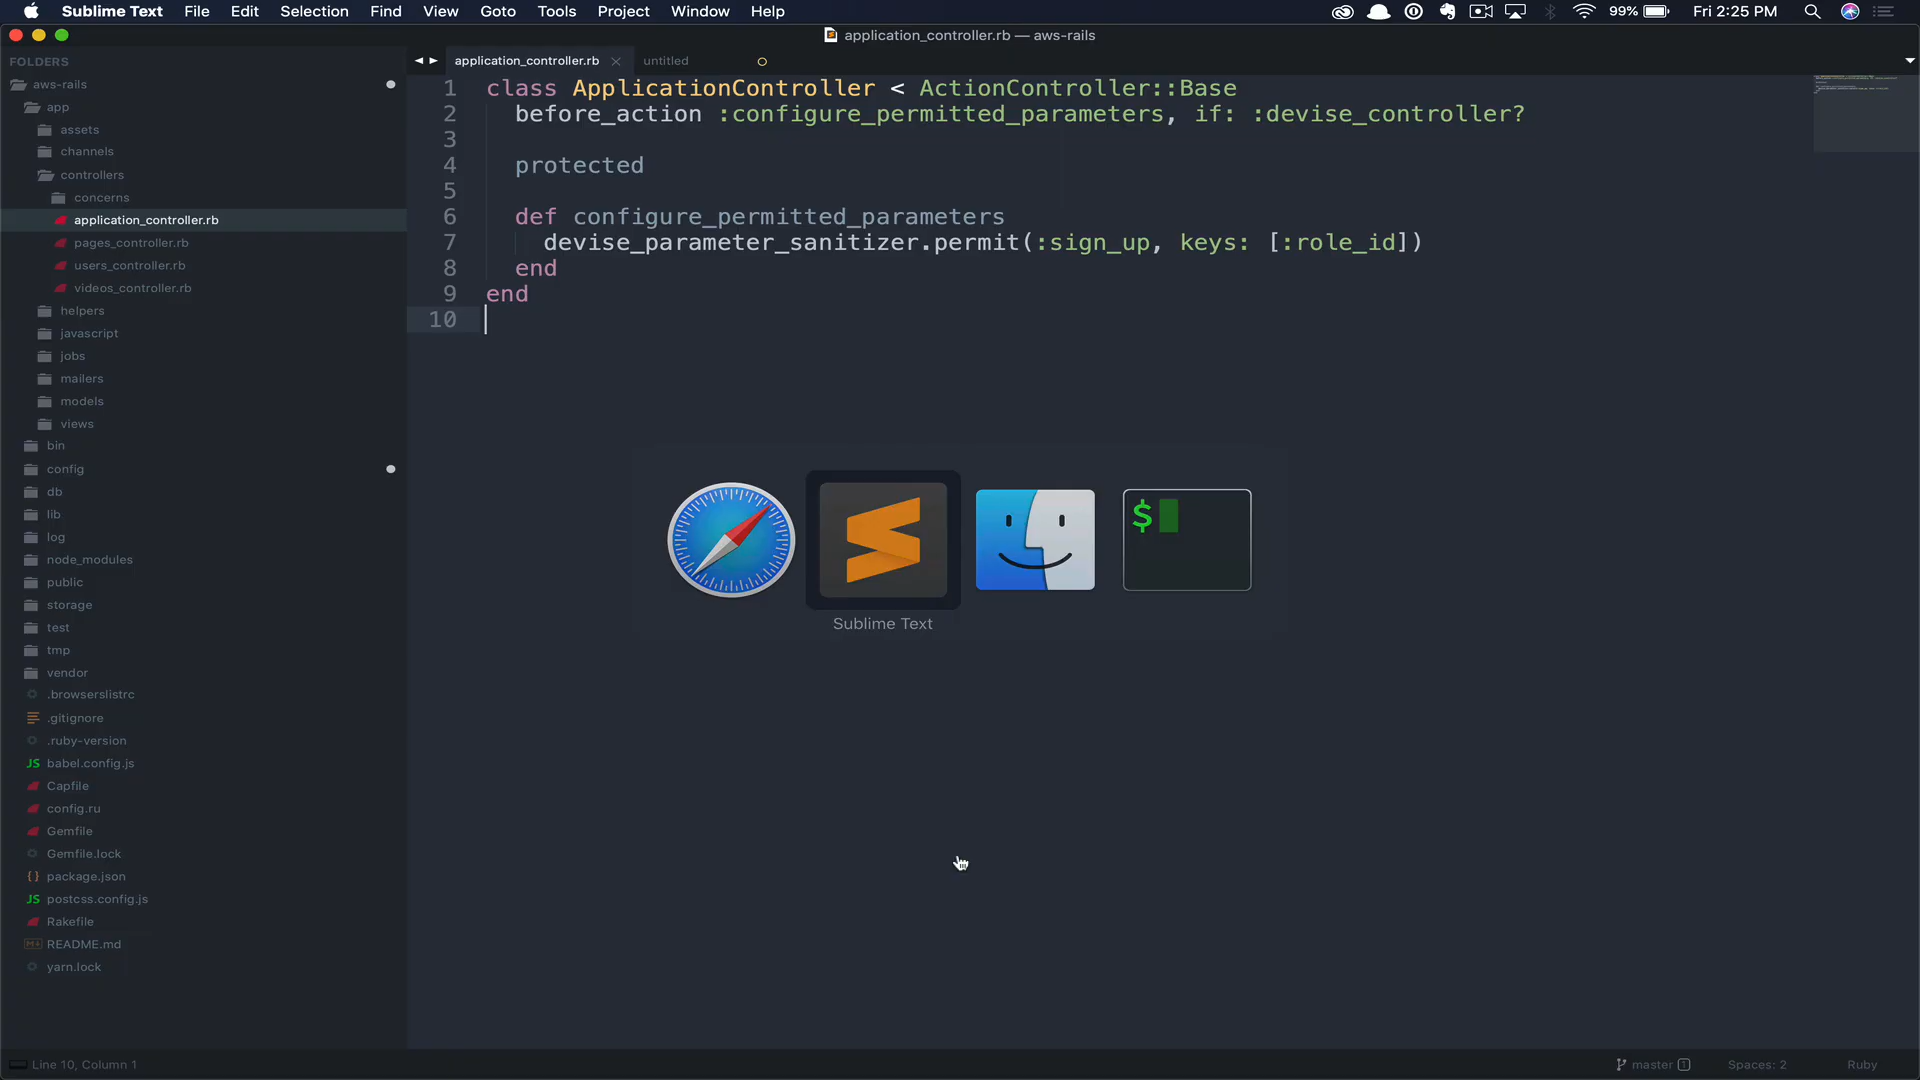 Sublime Text File Edit Selection Find View Goto Tools Project Window Help 99% Fri 2:25 PM
application_controller.rb — aws-rails
FOLDERS
aws-rails
app
assets
channels
controllers
concerns
application_controller.rb
pages_controller.rb
users_controller.rb
videos_controller.rb
helpers
javascript
jobs
mailers
models
views
bin
config
db
lib
log
node_modules
public
storage
test
tmp
vendor
.browserslistrc
.gitignore
.ruby-version
JS babel.config.js
Capfile
config.ru
Gemfile
Gemfile.lock
{} package.json
JS postcss.config.js
Rakefile
README.md
yarn.lock
application_controller.rb untitled
1 class ApplicationController < ActionController::Base
2 before_action :configure_permitted_parameters, if: :devise_controller?
3
4 protected
5
6 def configure_permitted_parameters
7 devise_parameter_sanitizer.permit(:sign_up, keys: [:role_id])
8 end
9 end
10
$
Sublime Text
Line 10, Column 1 master 1 Spaces: 2 Ruby